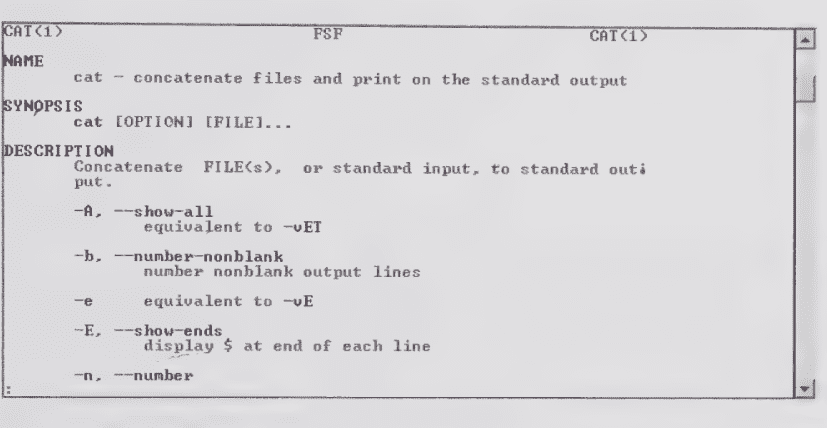 CAT(1) FSF CAT(1)
NAME
cat - concatenate files and print on the standard output
SYNOPSIS
cat [OPTION] [FILE]...
DESCRIPTION
Concatenate FILE(s), or standard input, to standard out¡
put.
-A, --show-all
equivalent to -vET
-b, --number-nonblank
number nonblank output lines
-e equivalent to -vE
-E, --show-ends
display $ at end of each line
-n, --number
: